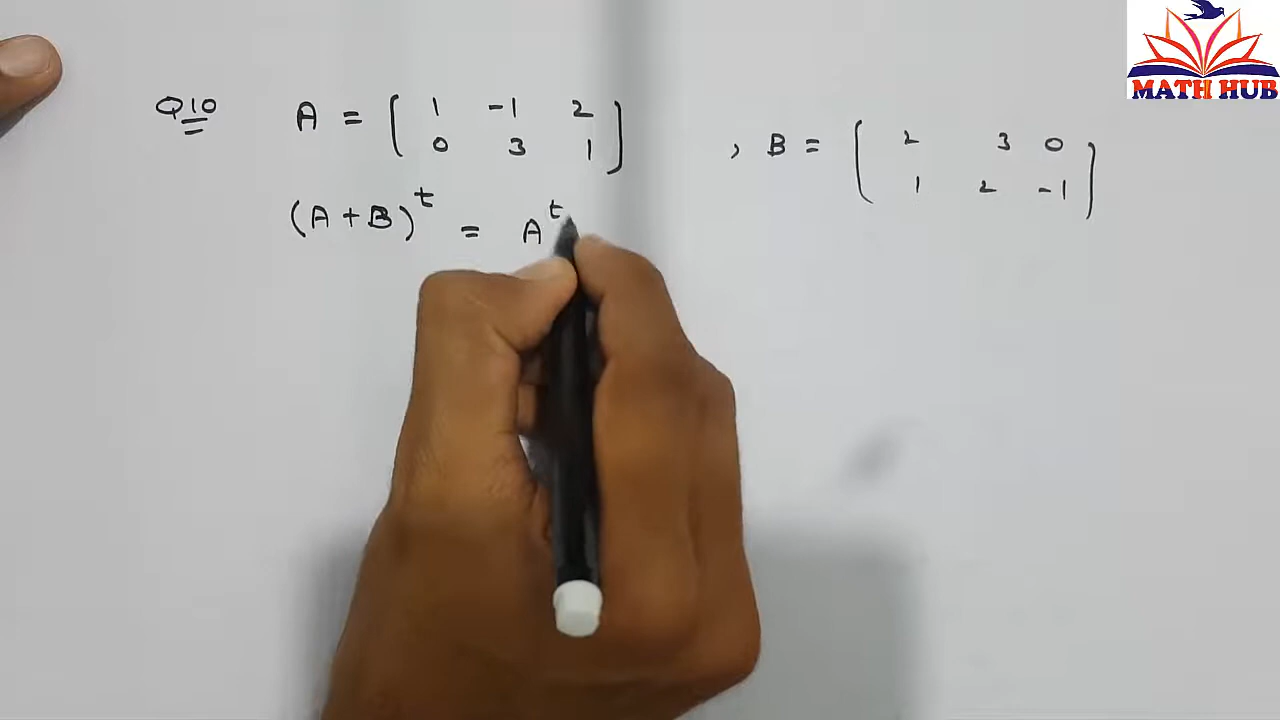 MATH HUB
Q10 A = [ 1 -1 2 , B = [ 2 3 0
0 3 1 ] 1 2 -1 ]
(A + B)^t = A^t